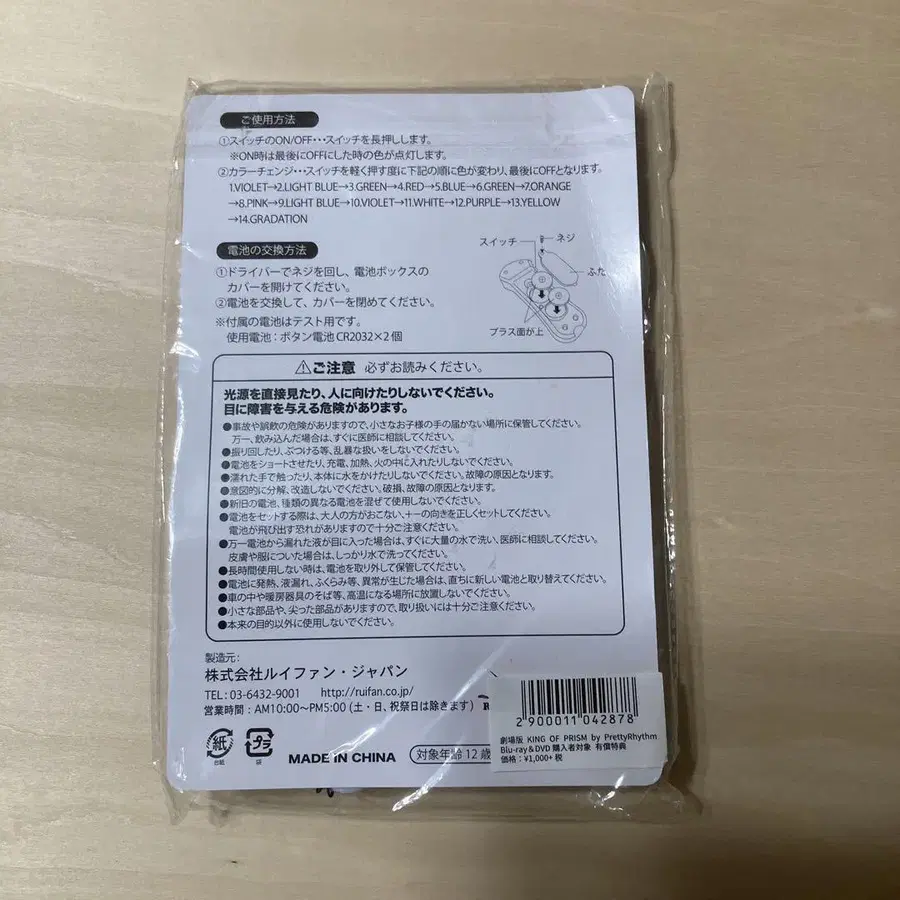 ご使用方法
①スイッチのON/OFF・・・スイッチを長押しします。
※ON時は最後にOFFにした時の色が点灯します。
②カラーチェンジ・・・スイッチを軽く押す度に下記の順に色が変わり、最後にOFFとなります。
1.VIOLET→2.LIGHT BLUE→3.GREEN→4.RED→5.BLUE→6.GREEN→7.ORANGE
→8.PINK→9.LIGHT BLUE→10.VIOLET→11.WHITE→12.PURPLE→13.YELLOW
→14.GRADATION
電池の交換方法
①ドライバーでネジを回し、電池ボックスの
カバーを開けてください。
②電池を交換して、カバーを閉めてください。
※付属の電池はテスト用です。
使用電池：ボタン電池CR2032×2個
スイッチ
ネジ
ふた
プラス面が上
⚠ご注意 必ずお読みください。
光源を直接見たり、人に向けたりしないでください。
目に障害を与える危険があります。
●事故や誤飲の危険がありますので、小さなお子様の手の届かない場所に保管してください。
万一、飲み込んだ場合は、すぐに医師に相談してください。
●振り回したり、ぶつける等、乱暴な扱いをしないでください。
●電池をショートさせたり、充電、加熱、火の中に入れたりしないでください。
●濡れた手で触ったり、本体に水をかけたりしないでください。故障の原因となります。
●意図的に分解、改造しないでください。破損、故障の原因となります。
●新旧の電池、種類の異なる電池を混ぜて使用しないでください。
●電池をセットする際は、大人の方がおこない、+ーの向きを正しくセットしてください。
電池が飛び出す恐れがありますので十分ご注意ください。
●万一電池から漏れた液が目に入った場合は、すぐに大量の水で洗い、医師に相談してください。
皮膚や服についた場合は、しっかり水で洗ってください。
●長時間使用しない時は、電池を取り外して保管してください。
●電池に発熱、液漏れ、ふくらみ等、異常が生じた場合は、直ちに新しい電池と取り替えてください。
●車の中や暖房器具のそば等、高温になる場所に放置しないでください。
●小さな部品や、尖った部品がありますので、取り扱いには十分ご注意ください。
●本来の目的以外に使用しないでください。
製造元：
株式会社ルイファン・ジャパン
TEL：03-6432-9001 http://ruifan.co.jp/
営業時間：AM10:00〜PM5:00（土・日、祝祭日は除きます）
紙
台紙
プラ
袋
MADE IN CHINA
対象年齢12歳
2900011042878
劇場版 KING OF PRISM by PrettyRhythm
Blu-ray&DVD 購入者対象 有償特典
価格：¥1,000+税